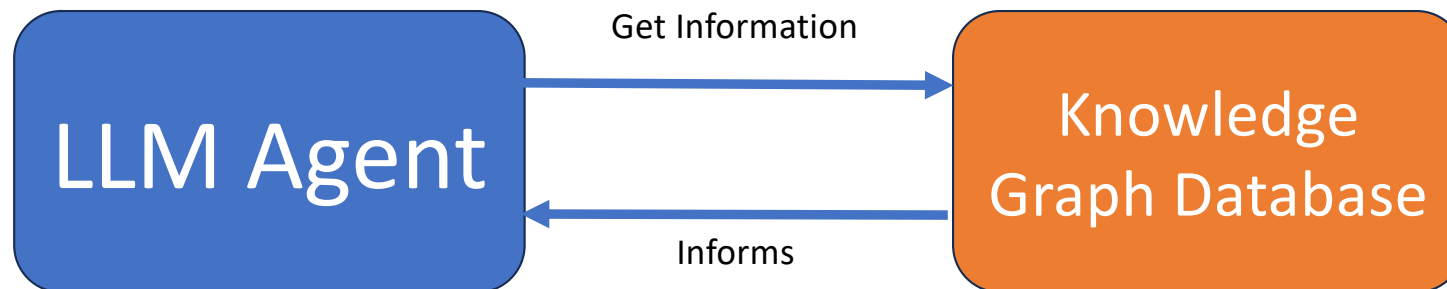 Get Information
LLM Agent
Knowledge
Graph Database
Informs